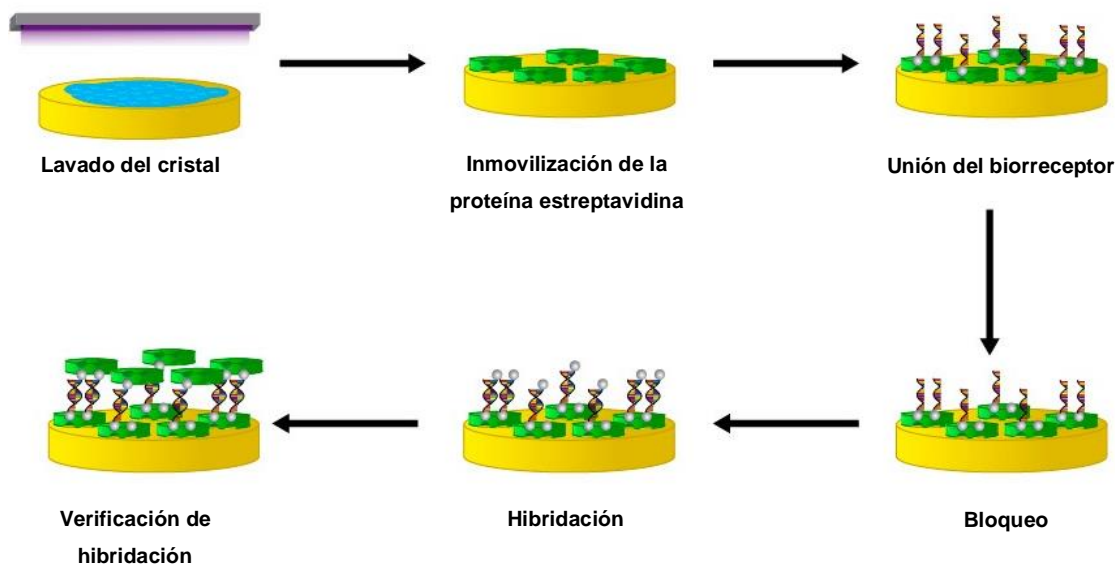 Lavado del cristal
Inmovilización de la
proteína estreptavidina
Unión del biorreceptor
Bloqueo
Hibridación
Verificación de
hibridación